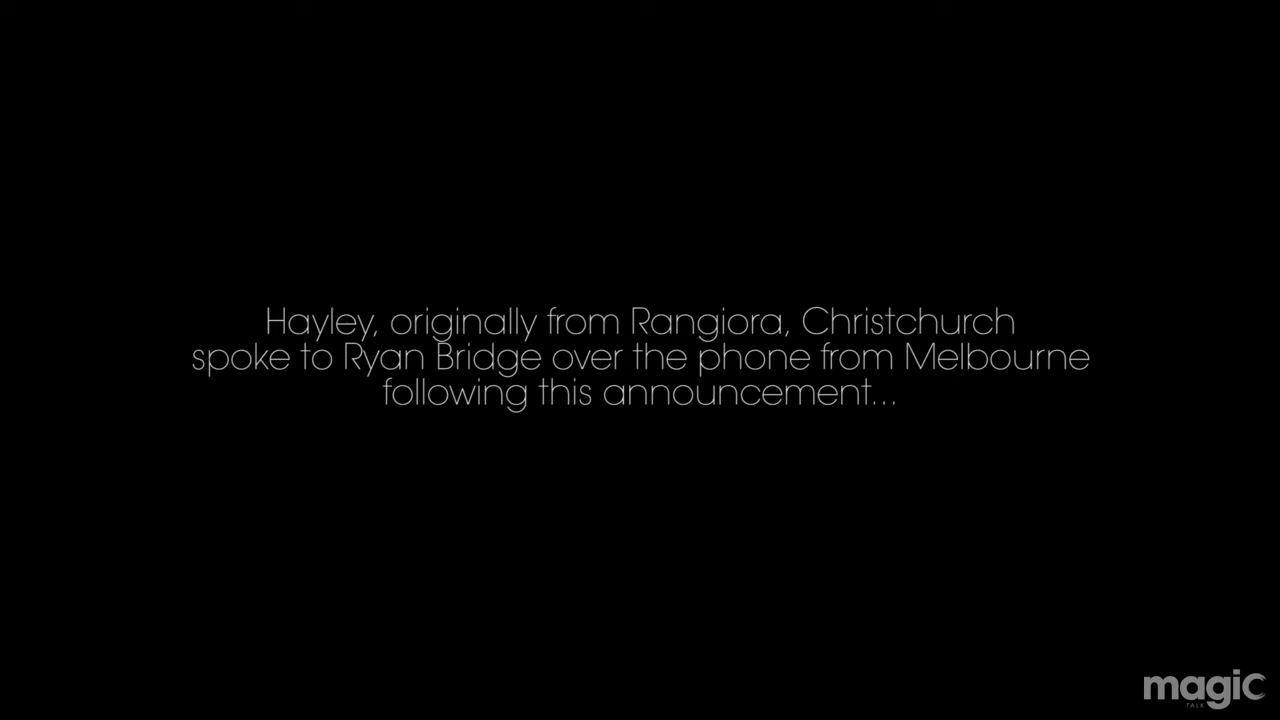 Hayley, originally from Rangiora, Christchurch
spoke to Ryan Bridge over the phone from Melbourne
following this announcement...
magic
TALK